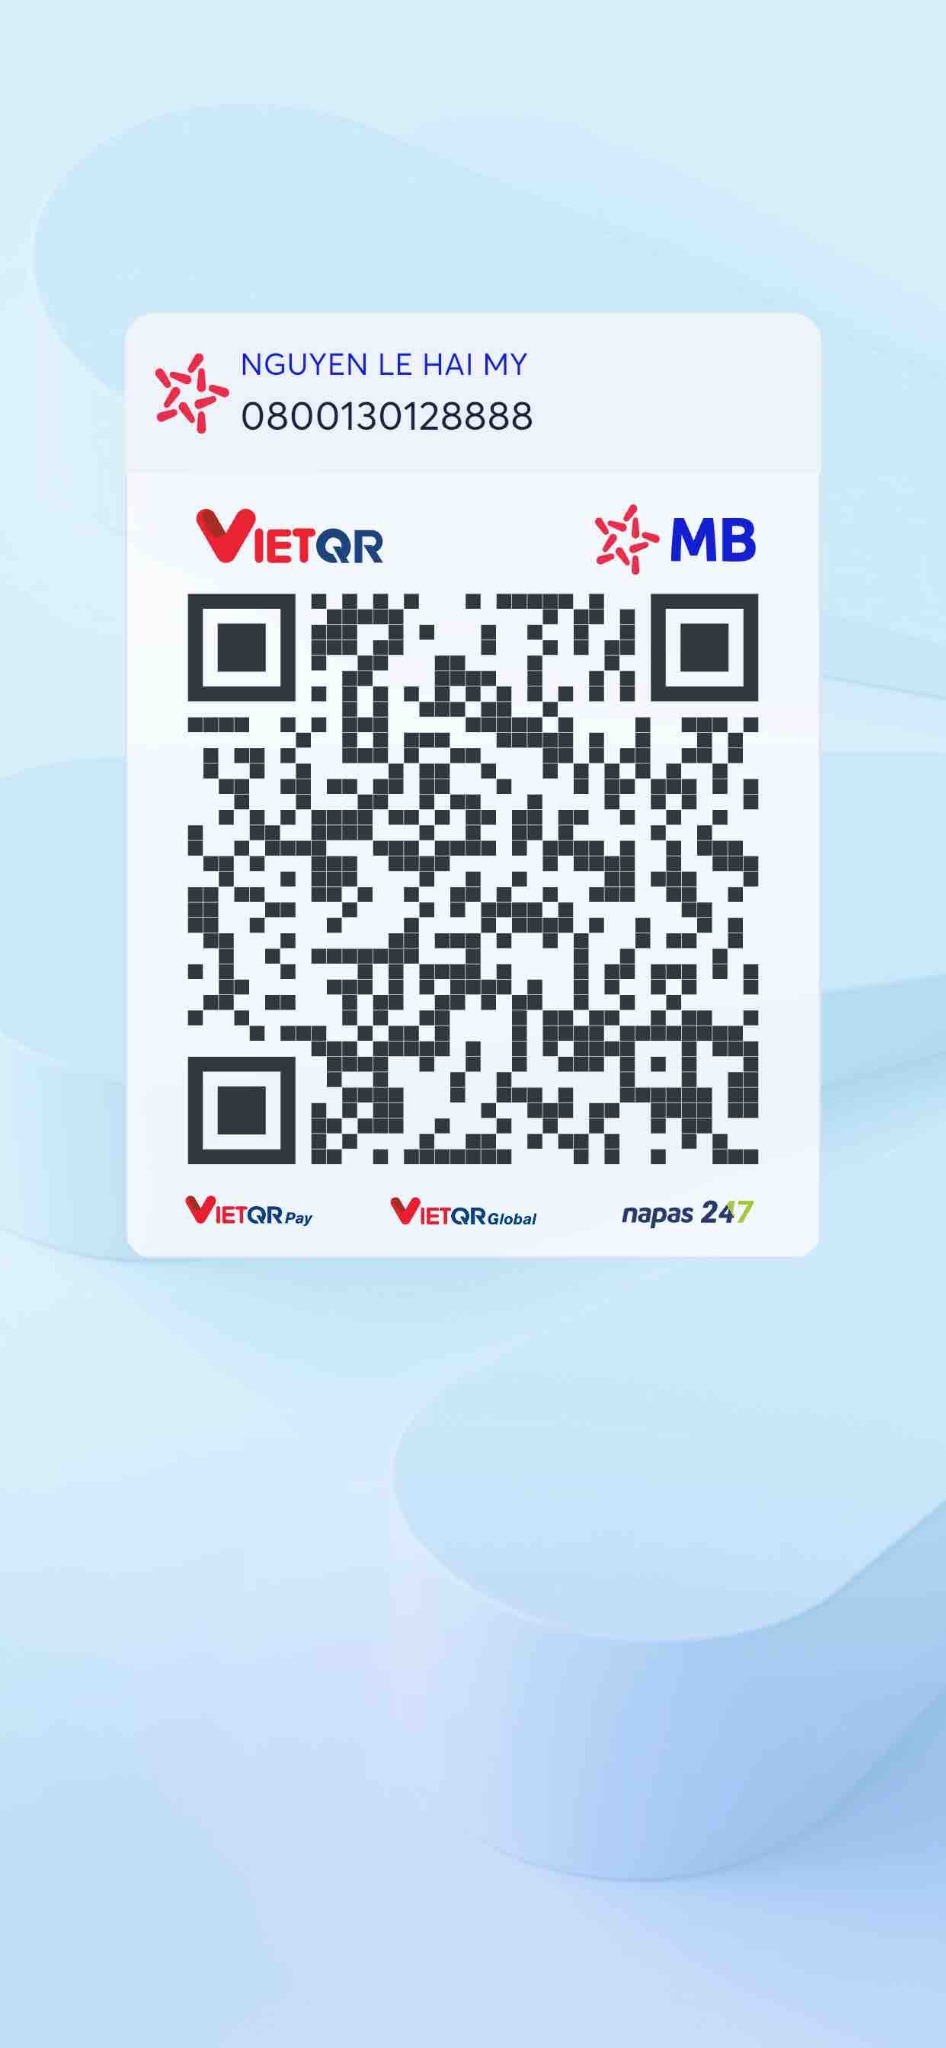 NGUYEN LE HAI MY
0800130128888
VIETQR
MB
VIETQR Pay
VIETQR Global
napas 247